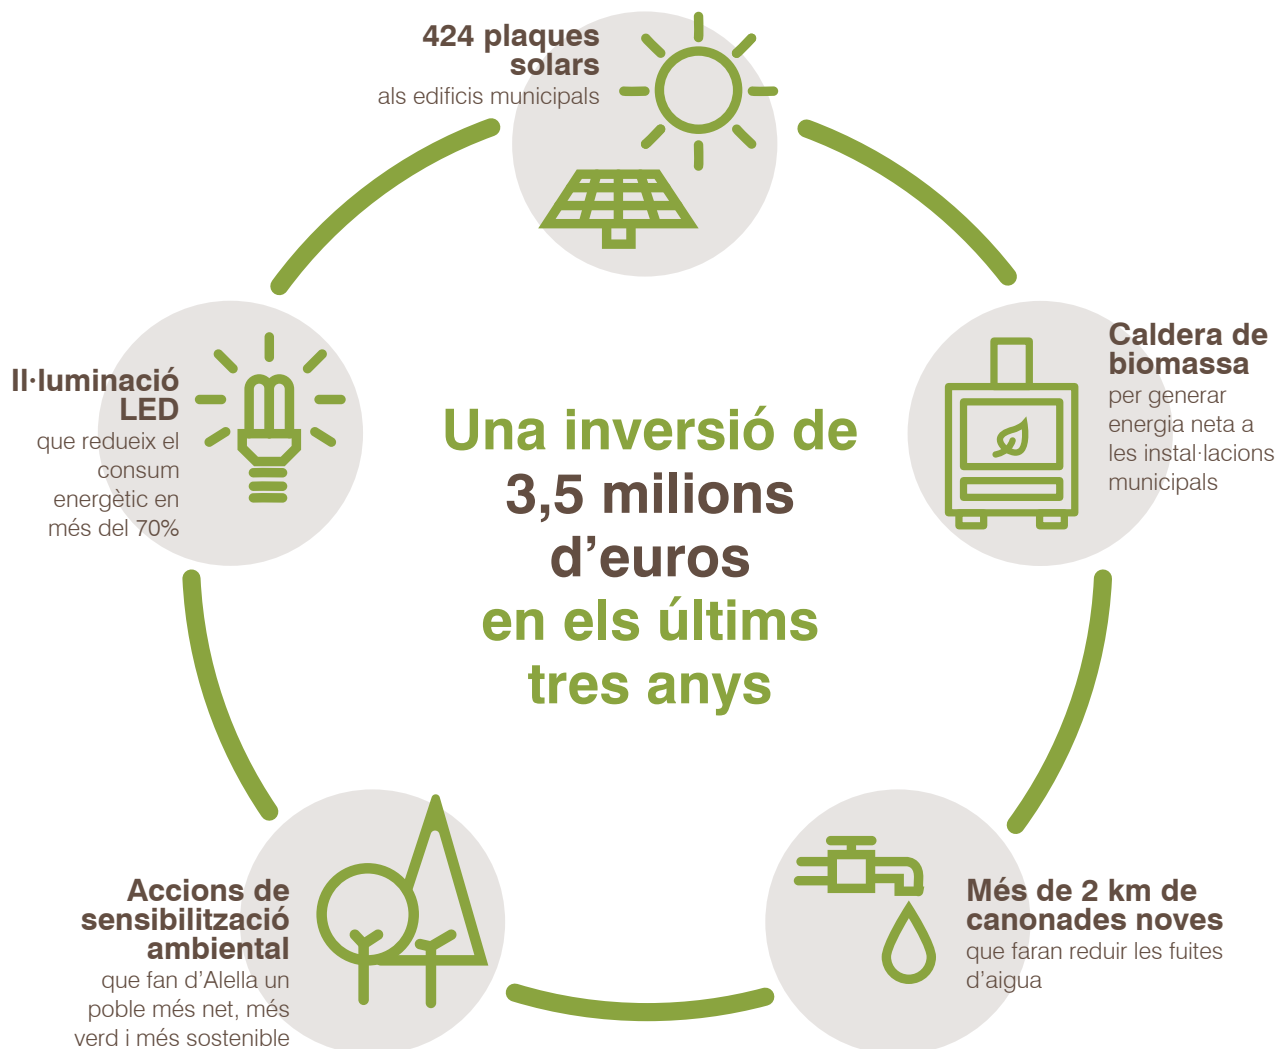 424 plaques
solars
als edificis municipals
Caldera de
biomassa
per generar
energia neta a
les instal·lacions
municipals
Il·luminació
LED
que redueix el
consum
energètic en
més del 70%
Una inversió de
3,5 milions
d’euros
en els últims
tres anys
Accions de
sensibilització
ambiental
que fan d’Alella un
poble més net, més
verd i més sostenible
Més de 2 km de
canonades noves
que faran reduir les fuites
d’aigua